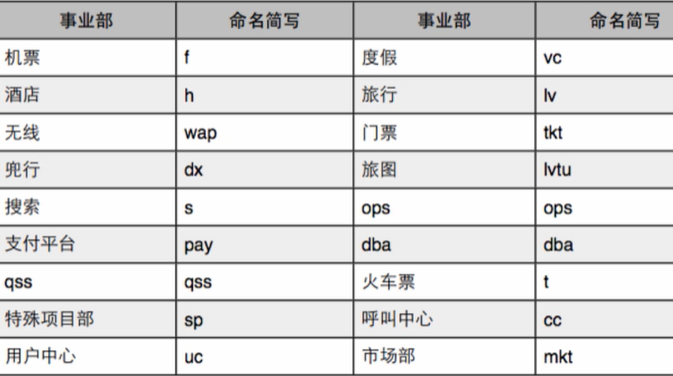 事业部 命名简写 事业部 命名简写
机票 f 度假 vc
酒店 h 旅行 lv
无线 wap 门票 tkt
兜行 dx 旅图 lvtu
搜索 s ops ops
支付平台 pay dba dba
qss qss 火车票 t
特殊项目部 sp 呼叫中心 cc
用户中心 uc 市场部 mkt